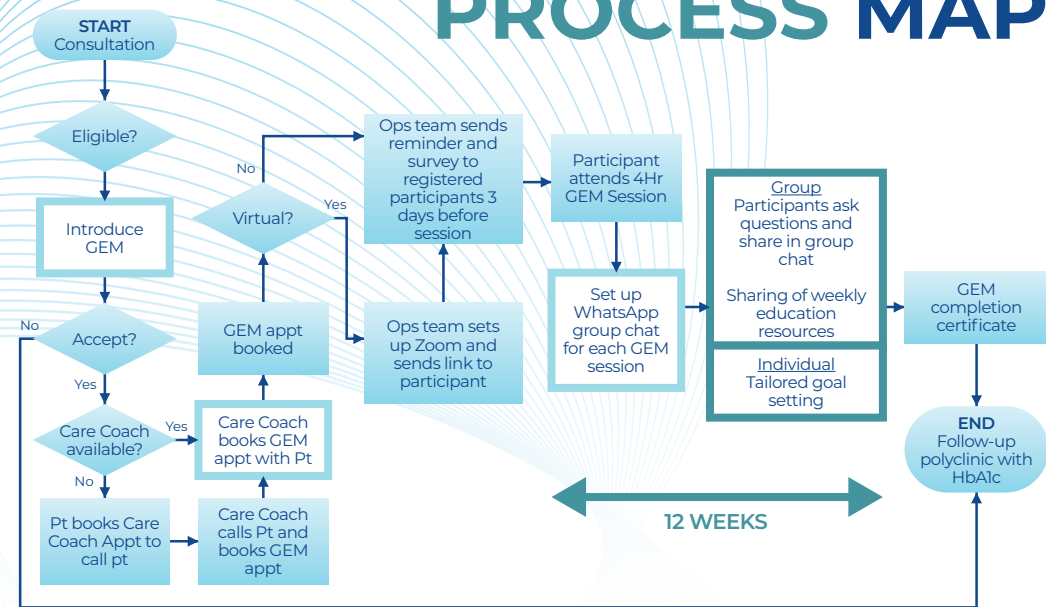 PROCESS MAP
START
Consultation
Eligible?
Introduce
GEM
No
Accept?
Yes
Care Coach
available?
Yes
No
Pt books Care
Coach Appt to
call pt
Care Coach
calls Pt and
books GEM
appt
Care Coach
books GEM
appt with Pt
GEM appt
booked
Virtual?
No
Yes
Ops team sets
up Zoom and
sends link to
participant
Ops team sends
reminder and
survey to
registered
participants 3
days before
session
Participant
attends 4Hr
GEM Session
Set up
WhatsApp
group chat
for each GEM
session
Group
Participants ask
questions and
share in group
chat
Sharing of weekly
education
resources
Individual
Tailored goal
setting
12 WEEKS
GEM
completion
certificate
END
Follow-up
polyclinic with
HbA1c